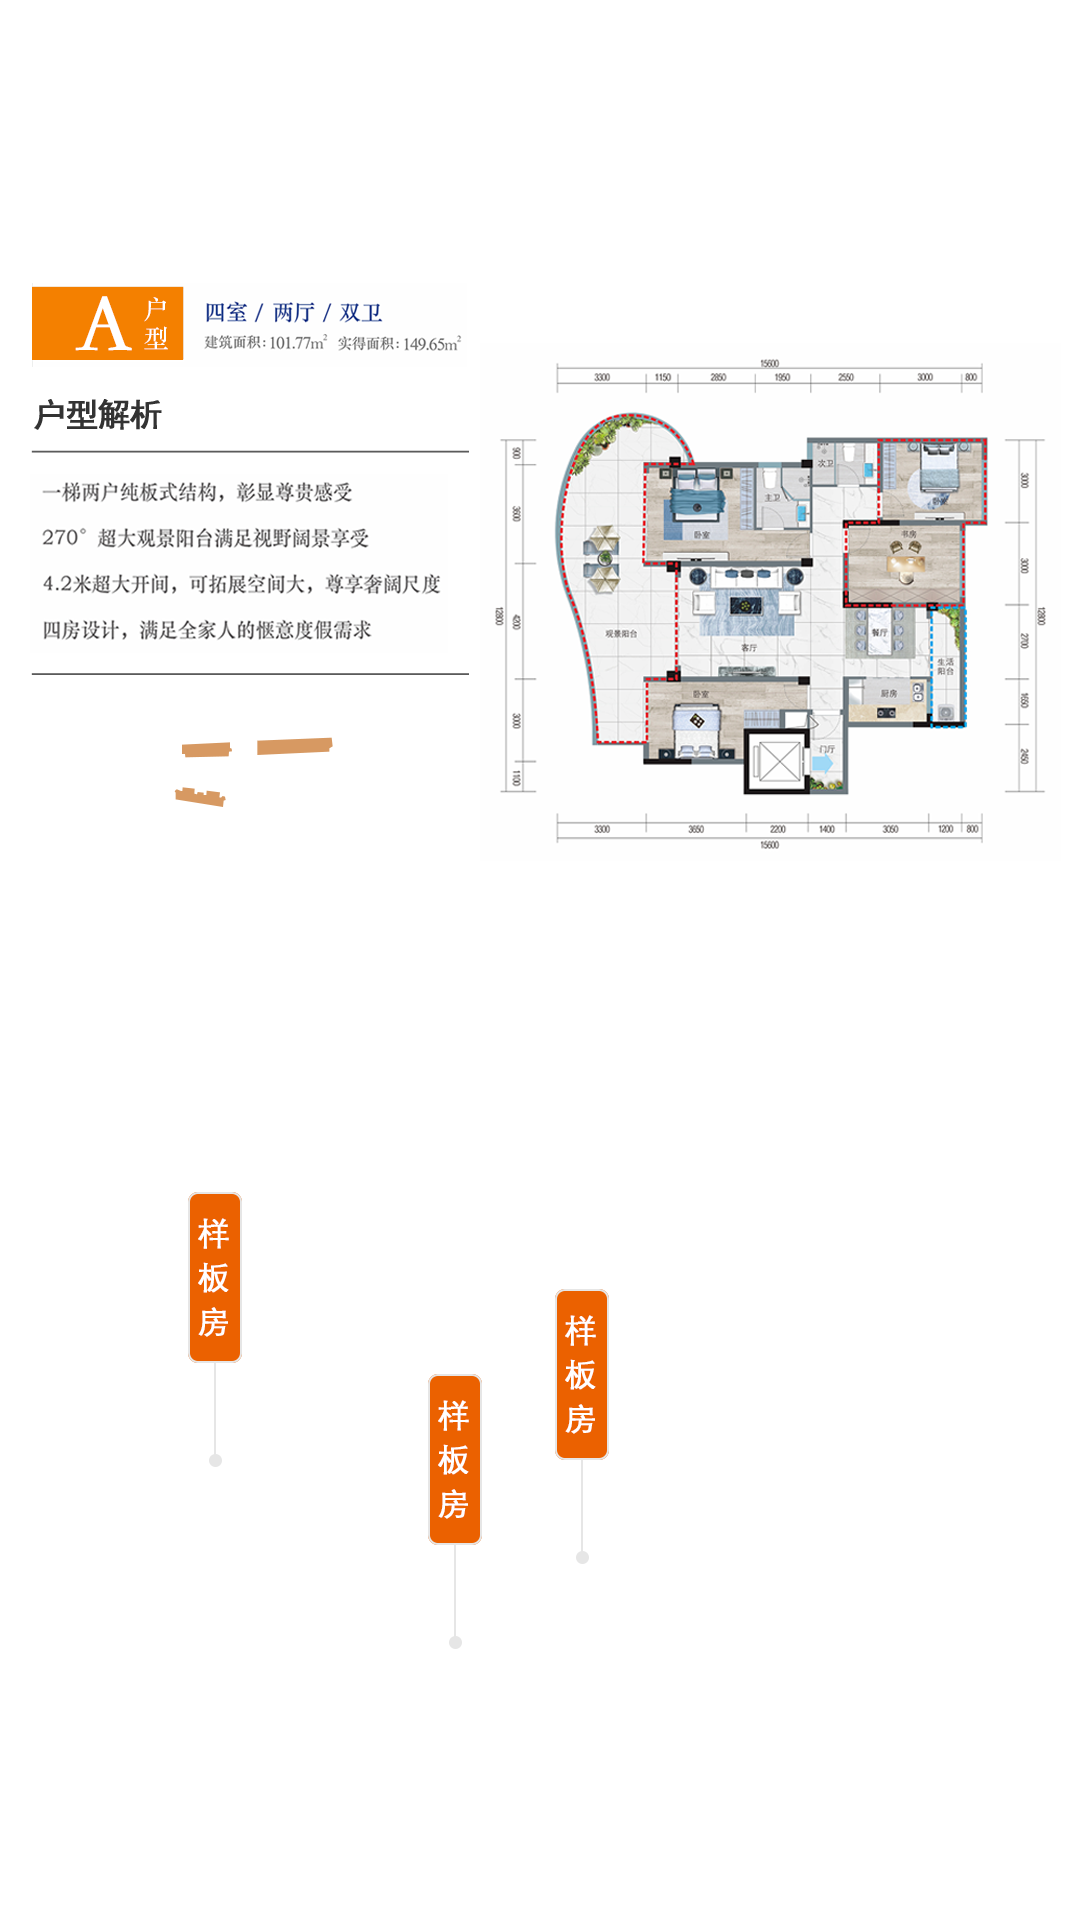 A户型
四室 / 两厅 / 双卫
建筑面积：101.77m² 实得面积：149.65m²
户型解析
一梯两户纯板式结构，彰显尊贵感受
270° 超大观景阳台满足视野阔景享受
4.2米超大开间，可拓展空间大，尊享奢阔尺度
四房设计，满足全家人的惬意度假需求
15600
3300 1150 2850 1950 2550 3000 800
900
3600
4200
3000
1100
12800
3000
3000
2700
1650
2450
12800
次卫
卧室
主卫
卧室
书房
观景阳台
客厅
餐厅
生活
阳台
卧室
厨房
门厅
3300 3650 2200 1400 3050 1200 800
15600
样板房
样板房
样板房